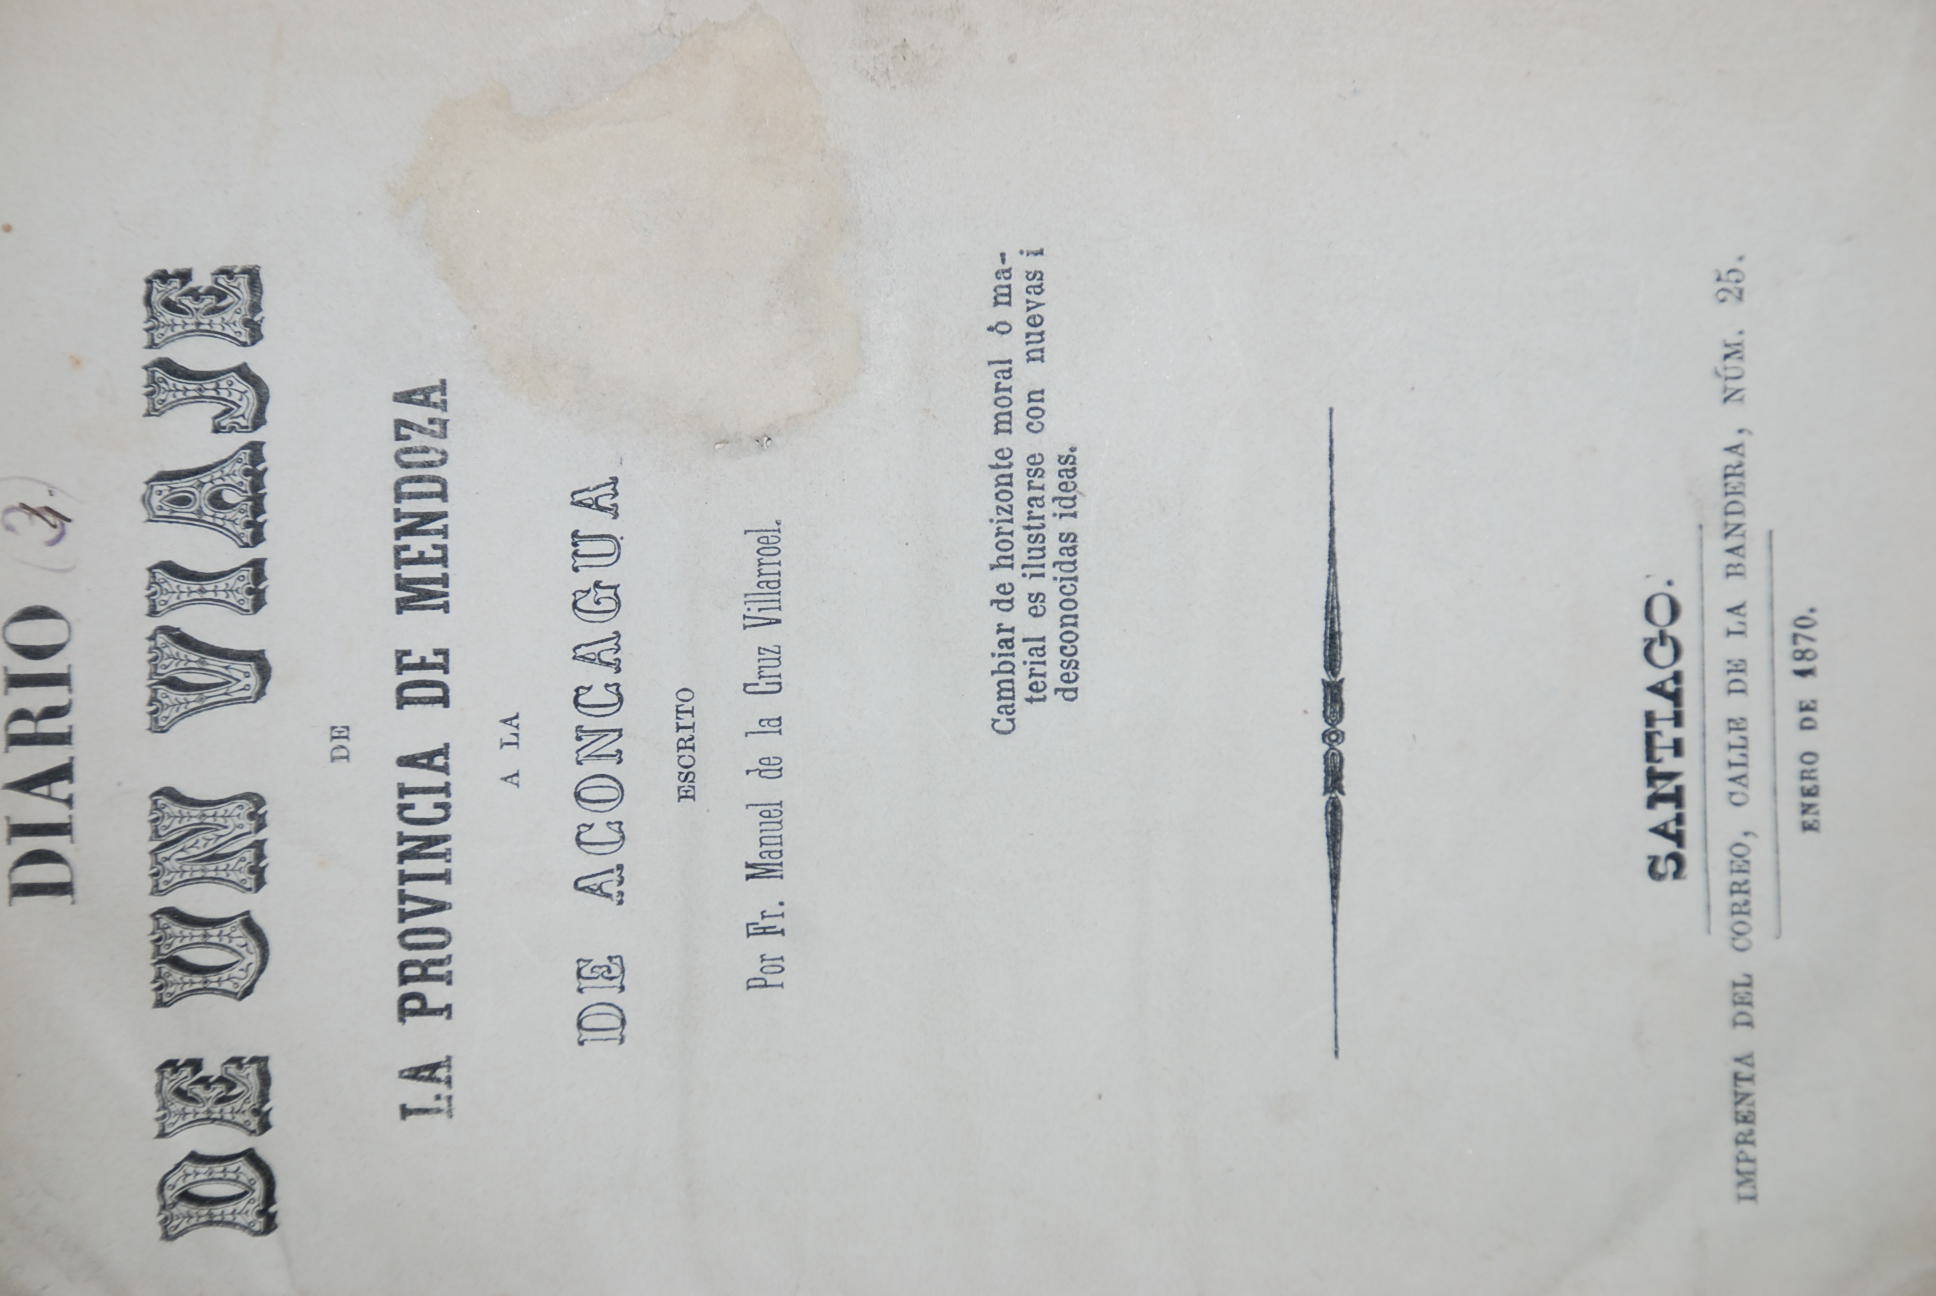 DIARIO
DE UN VIAJE
DE
LA PROVINCIA DE MENDOZA
A LA
DE ACONCAGUA
ESCRITO
Por Fr. Manuel de la Cruz Villarroel.
Cambiar de horizonte moral ó ma-
terial es ilustrarse con nuevas i
desconocidas ideas.
SANTIAGO.
IMPRENTA DEL CORREO, CALLE DE LA BANDERA, NÚM. 25.
ENERO DE 1870.